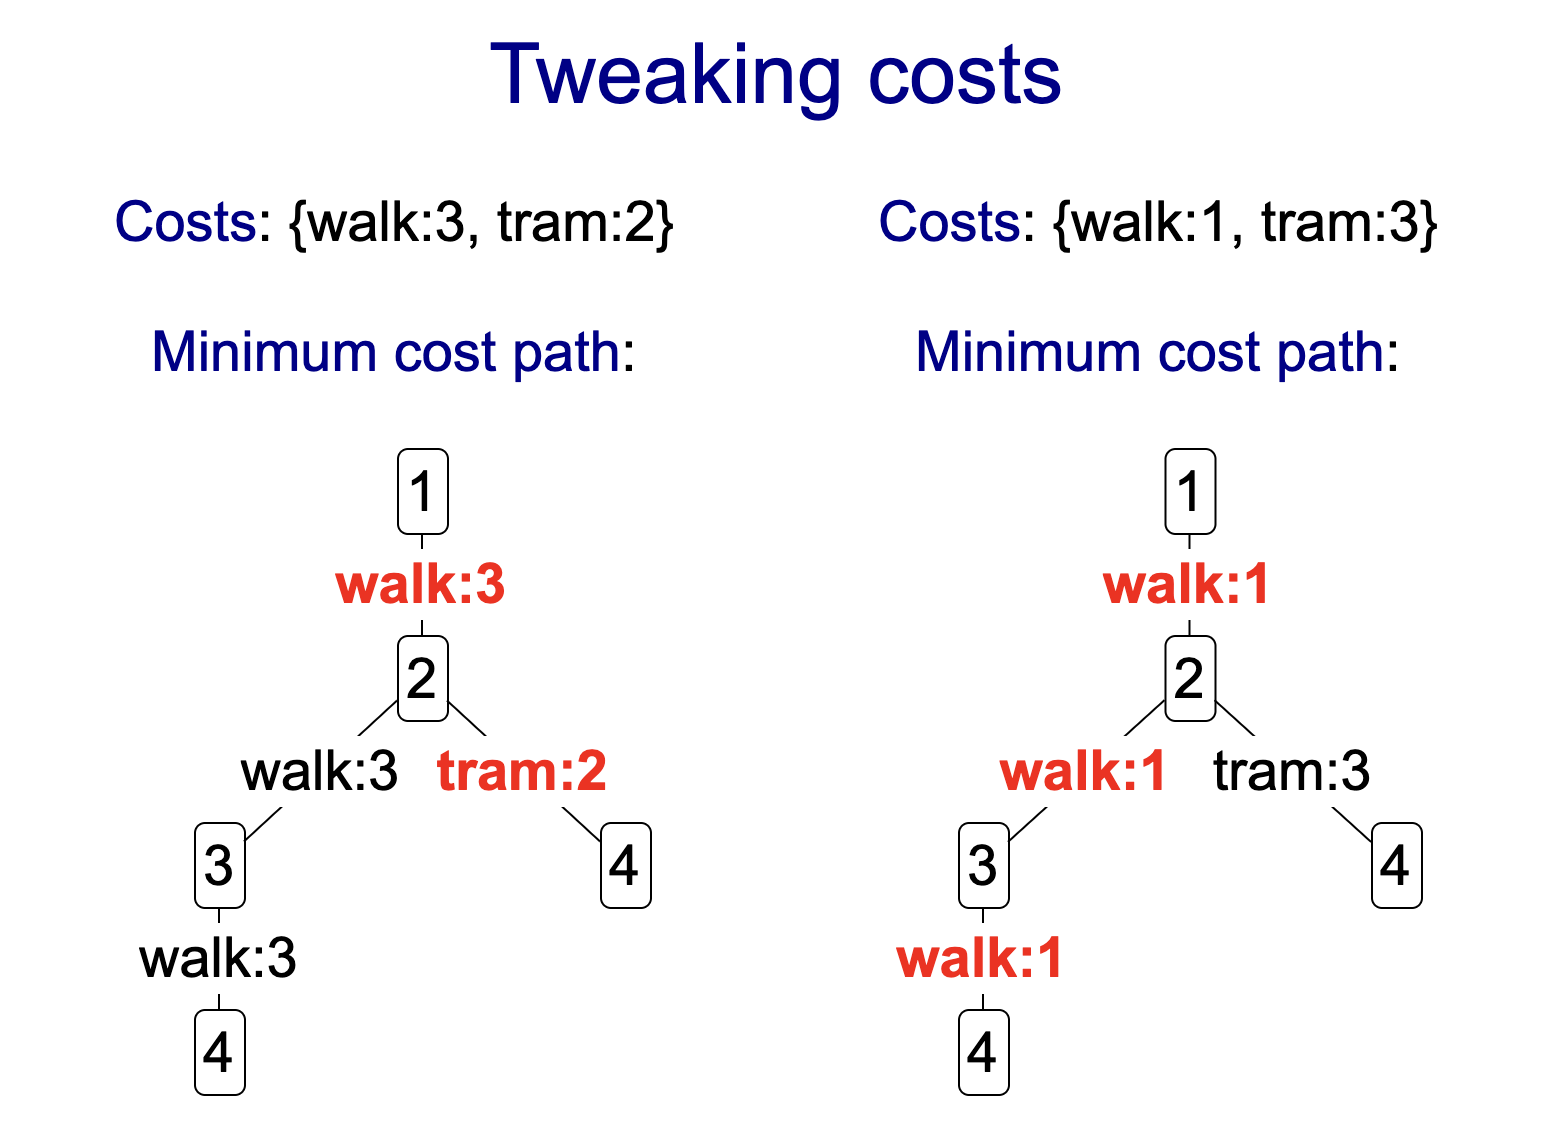 Tweaking costs
Costs: {walk:3, tram:2}
Minimum cost path:
1
walk:3
2
walk:3 tram:2
3 4
walk:3
4
Costs: {walk:1, tram:3}
Minimum cost path:
1
walk:1
2
walk:1 tram:3
3 4
walk:1
4